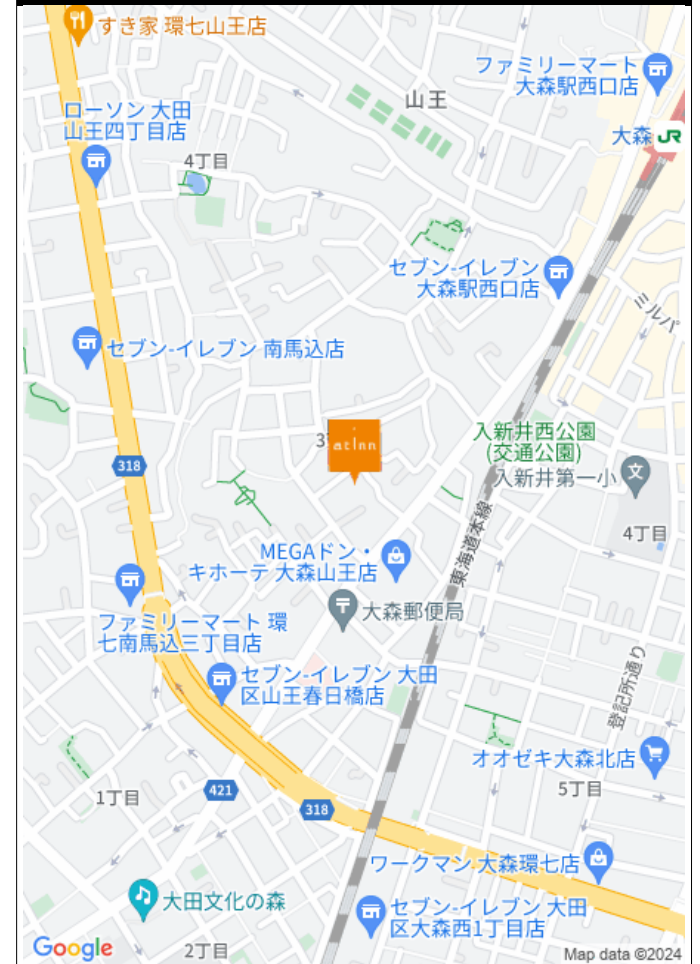 すき家 環七山王店
ファミリーマート
大森駅西口店
山王
ローソン 大田
山王四丁目店
大森 JR
4丁目
セブン-イレブン
大森駅西口店
ミルパ
セブン-イレブン 南馬込店
3
at Inn
入新井西公園
(交通公園)
318
入新井第一小
文
4丁目
東海道本線
MEGAドン・
キホーテ 大森山王店
大森郵便局
ファミリーマート 環
七南馬込三丁目店
セブン-イレブン 大田
区山王春日橋店
登記所通り
オオゼキ大森北店
421
1丁目
5丁目
318
ワークマン 大森環七店
大田文化の森
セブン-イレブン 大田
区大森西1丁目店
Google
2丁目
Map data ©2024